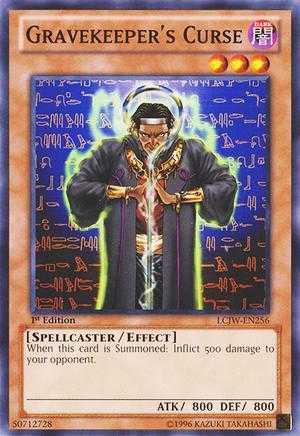 GRAVEKEEPER'S CURSE
DARK
闇
1st Edition
LCJW-EN256
[SPELLCASTER / EFFECT]
When this card is Summoned: Inflict 500 damage to
your opponent.
ATK/ 800 DEF/ 800
50712728
©1996 KAZUKI TAKAHASHI